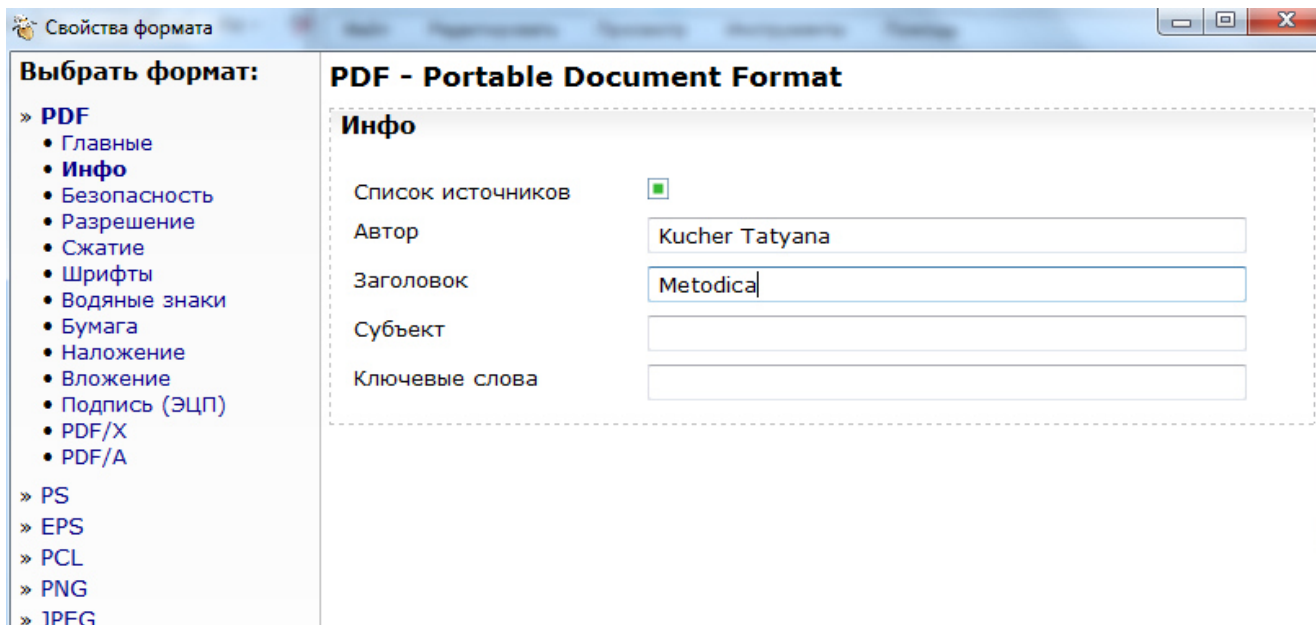 Свойства формата
Выбрать формат:
» PDF
• Главные
• Инфо
• Безопасность
• Разрешение
• Сжатие
• Шрифты
• Водяные знаки
• Бумага
• Наложение
• Вложение
• Подпись (ЭЦП)
• PDF/X
• PDF/A
» PS
» EPS
» PCL
» PNG
» JPEG
PDF - Portable Document Format
Инфо
Список источников
Автор Kucher Tatyana
Заголовок Metodica
Субъект
Ключевые слова